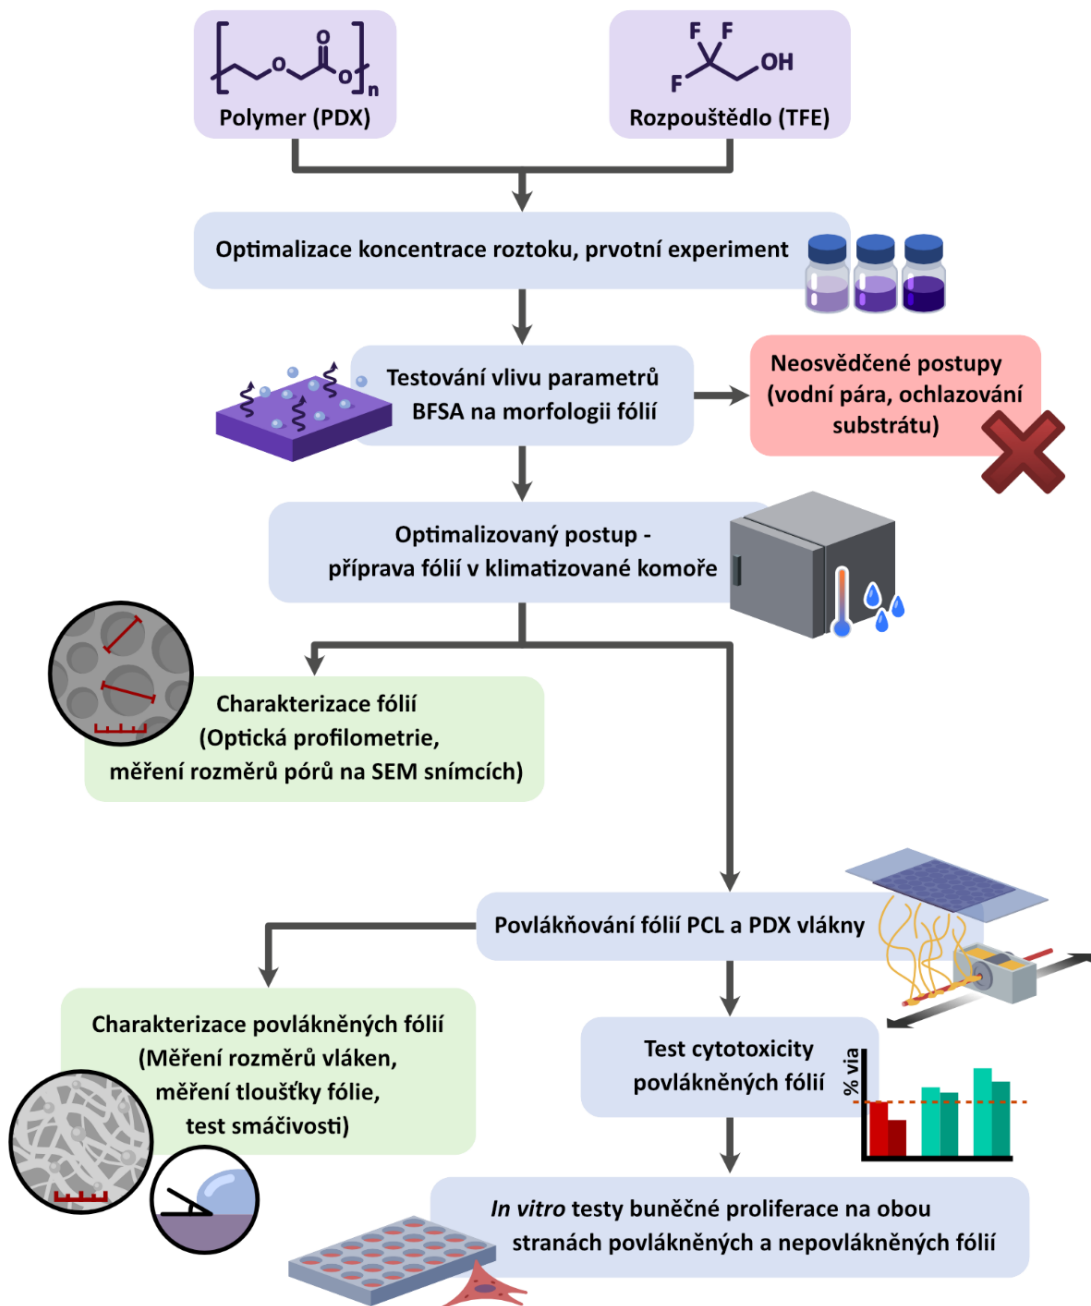 O
O
O
n
Polymer (PDX)
F
F
F
OH
Rozpouštědlo (TFE)
Optimalizace koncentrace roztoku, prvotní experiment
Testování vlivu parametrů
BFSA na morfologii fólií
Neosvědčené postupy
(vodní pára, ochlazování
substrátu)
Optimalizovaný postup -
příprava fólií v klimatizované komoře
Charakterizace fólií
(Optická profilometrie,
měření rozměrů pórů na SEM snímcích)
Povlákňování fólií PCL a PDX vlákny
Charakterizace povlákněných fólií
(Měření rozměrů vláken,
měření tloušťky fólie,
test smáčivosti)
Test cytotoxicity
povlákněných fólií
% via
In vitro testy buněčné proliferace na obou
stranách povlákněných a nepovlákněných fólií